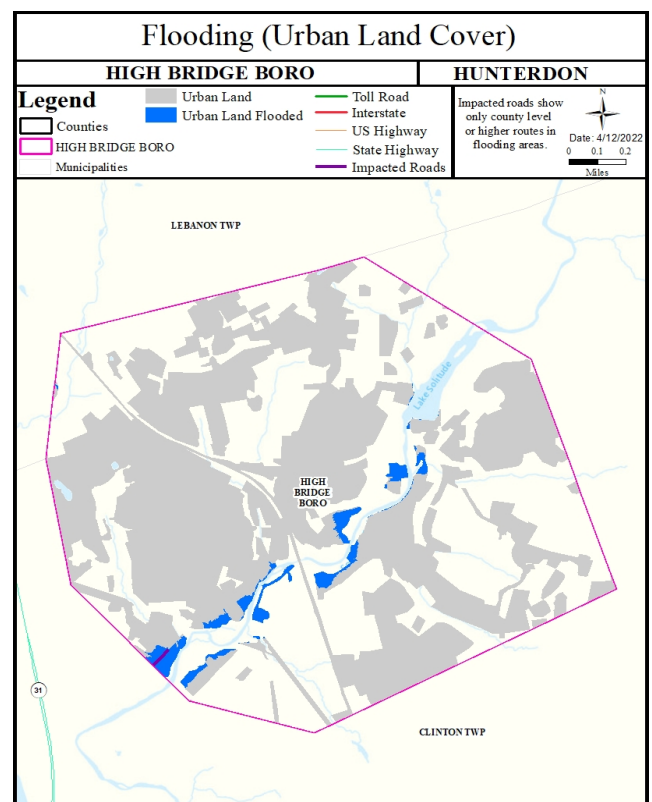 Flooding (Urban Land Cover)
HIGH BRIDGE BORO
HUNTERDON
Legend
Counties
HIGH BRIDGE BORO
Municipalities
Urban Land
Urban Land Flooded
Toll Road
Interstate
US Highway
State Highway
Impacted Roads
Impacted roads show
only county level
or higher routes in
flooding areas.
N
Date: 4/12/2022
0 0.1 0.2
Miles
LEBANON TWP
Lake Solitude
HIGH
BRIDGE
BORO
31
CLINTON TWP